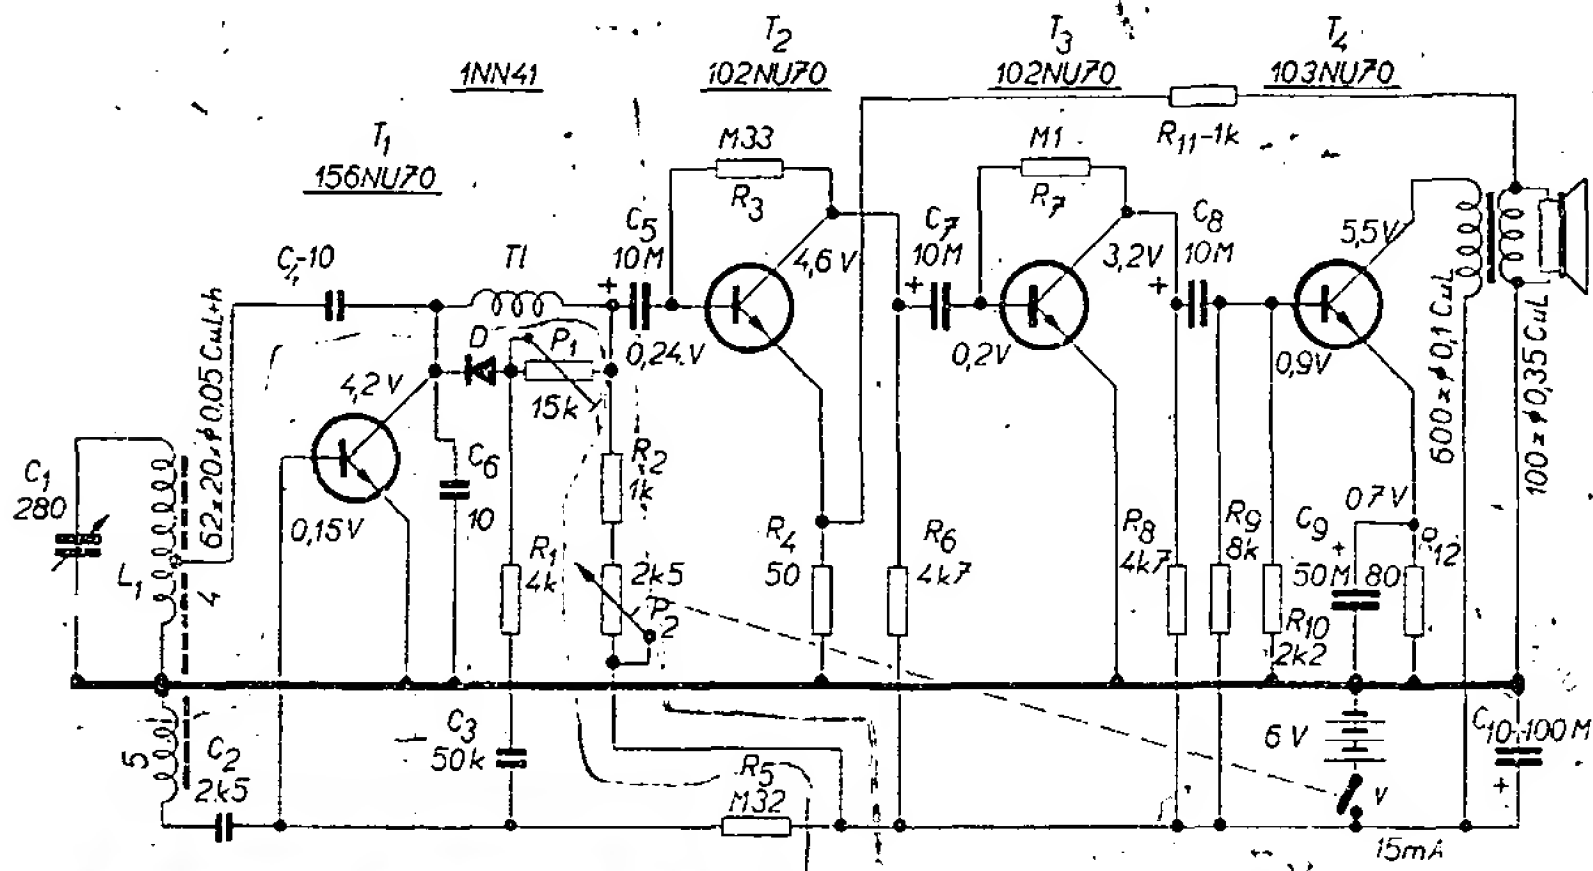 T1
156NU70
1NN41
T2
102NU70
T3
102NU70
T4
103NU70
R11-1k
M33
R3
M1
R7
C4-10
Tl
C5
10M
+
4,6V
C7
10M
+
3,2V
C8
10M
+
5,5V
D
P1
15k
0,24V
0,2V
0,9V
4,2V
0,15V
C6
10
R2
1k
C1
280
L1
62x20xϕ0,05 CuL+h
4
R1
4k
2k5
P2
R4
50
R6
4k7
R8
4k7
R9
8k
R10
2k2
0,7V
C9
+
50M
80
R12
600xϕ0,1 CuL
100xϕ0,35 CuL
5
C2
2k5
C3
50k
R5
M32
6V
V
C10-100M
+
15mA